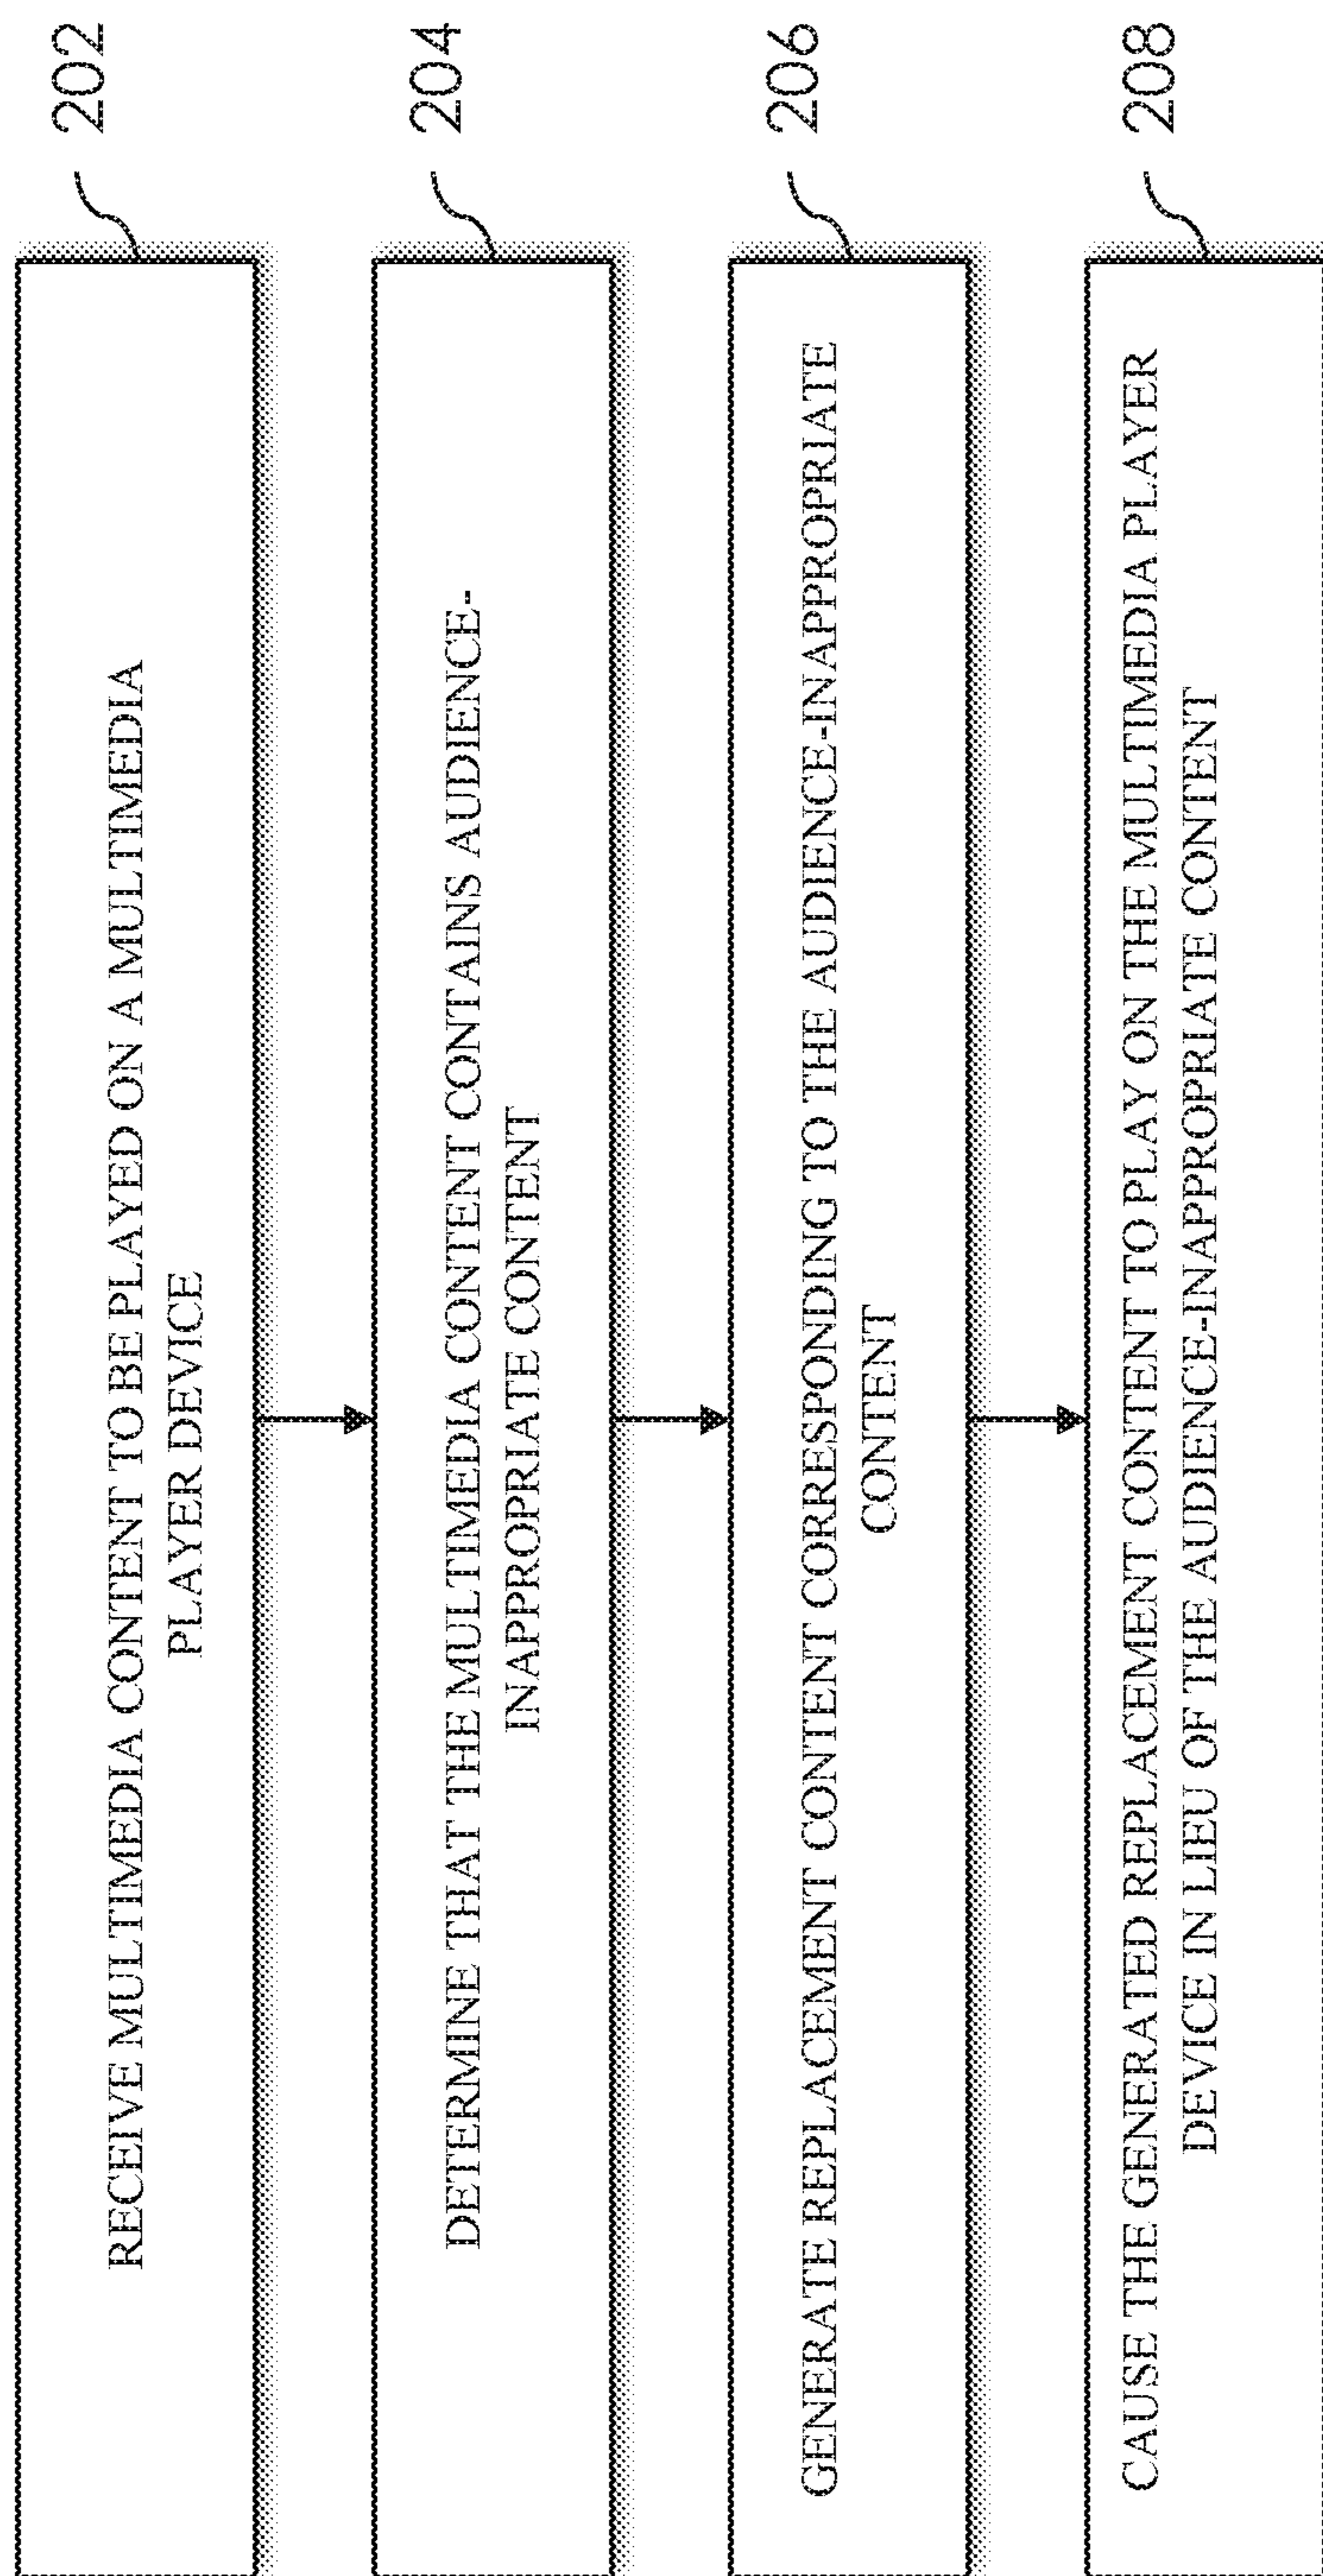 202
RECEIVE MULTIMEDIA CONTENT TO BE PLAYED ON A MULTIMEDIA
PLAYER DEVICE
204
DETERMINE THAT THE MULTIMEDIA CONTENT CONTAINS AUDIENCE-
INAPPROPRIATE CONTENT
206
GENERATE REPLACEMENT CONTENT CORRESPONDING TO THE AUDIENCE-INAPPROPRIATE
CONTENT
208
CAUSE THE GENERATED REPLACEMENT CONTENT TO PLAY ON THE MULTIMEDIA PLAYER
DEVICE IN LIEU OF THE AUDIENCE-INAPPROPRIATE CONTENT